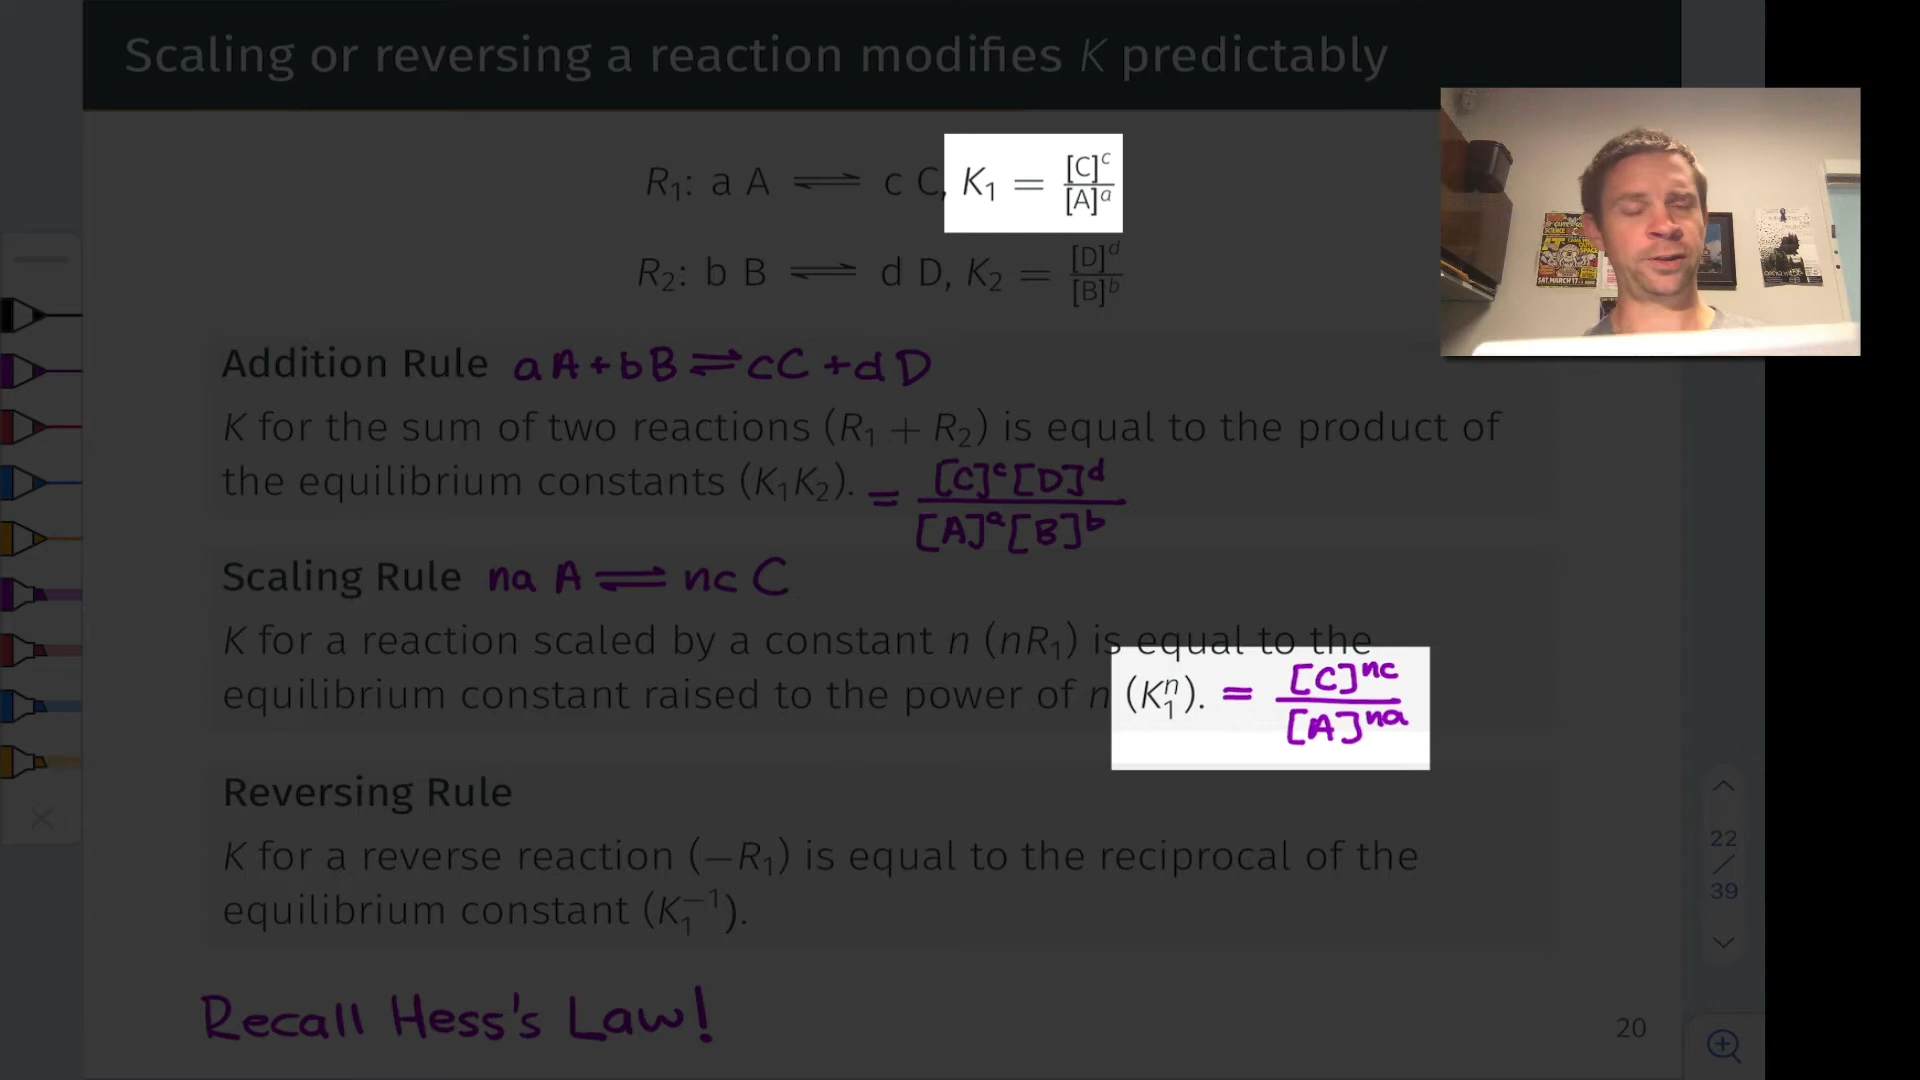 Scaling or reversing a reaction modifies K predictably
R₁: a A ⇌ c C, K₁ = [C]ᶜ/[A]ᵃ
R₂: b B ⇌ d D, K₂ = [D]ᵈ/[B]ᵇ
Addition Rule aA + bB ⇌ cC + dD
K for the sum of two reactions (R₁ + R₂) is equal to the product of
the equilibrium constants (K₁K₂). = [C]ᶜ[D]ᵈ/[A]ᵃ[B]ᵇ
Scaling Rule na A ⇌ nc C
K for a reaction scaled by a constant n (nR₁) is equal to the
equilibrium constant raised to the power of n (K₁ⁿ). = [C]ⁿᶜ/[A]ⁿᵃ
Reversing Rule
K for a reverse reaction (−R₁) is equal to the reciprocal of the
equilibrium constant (K₁⁻¹).
Recall Hess's Law!
20
22
/
39
SAT. MARCH 17